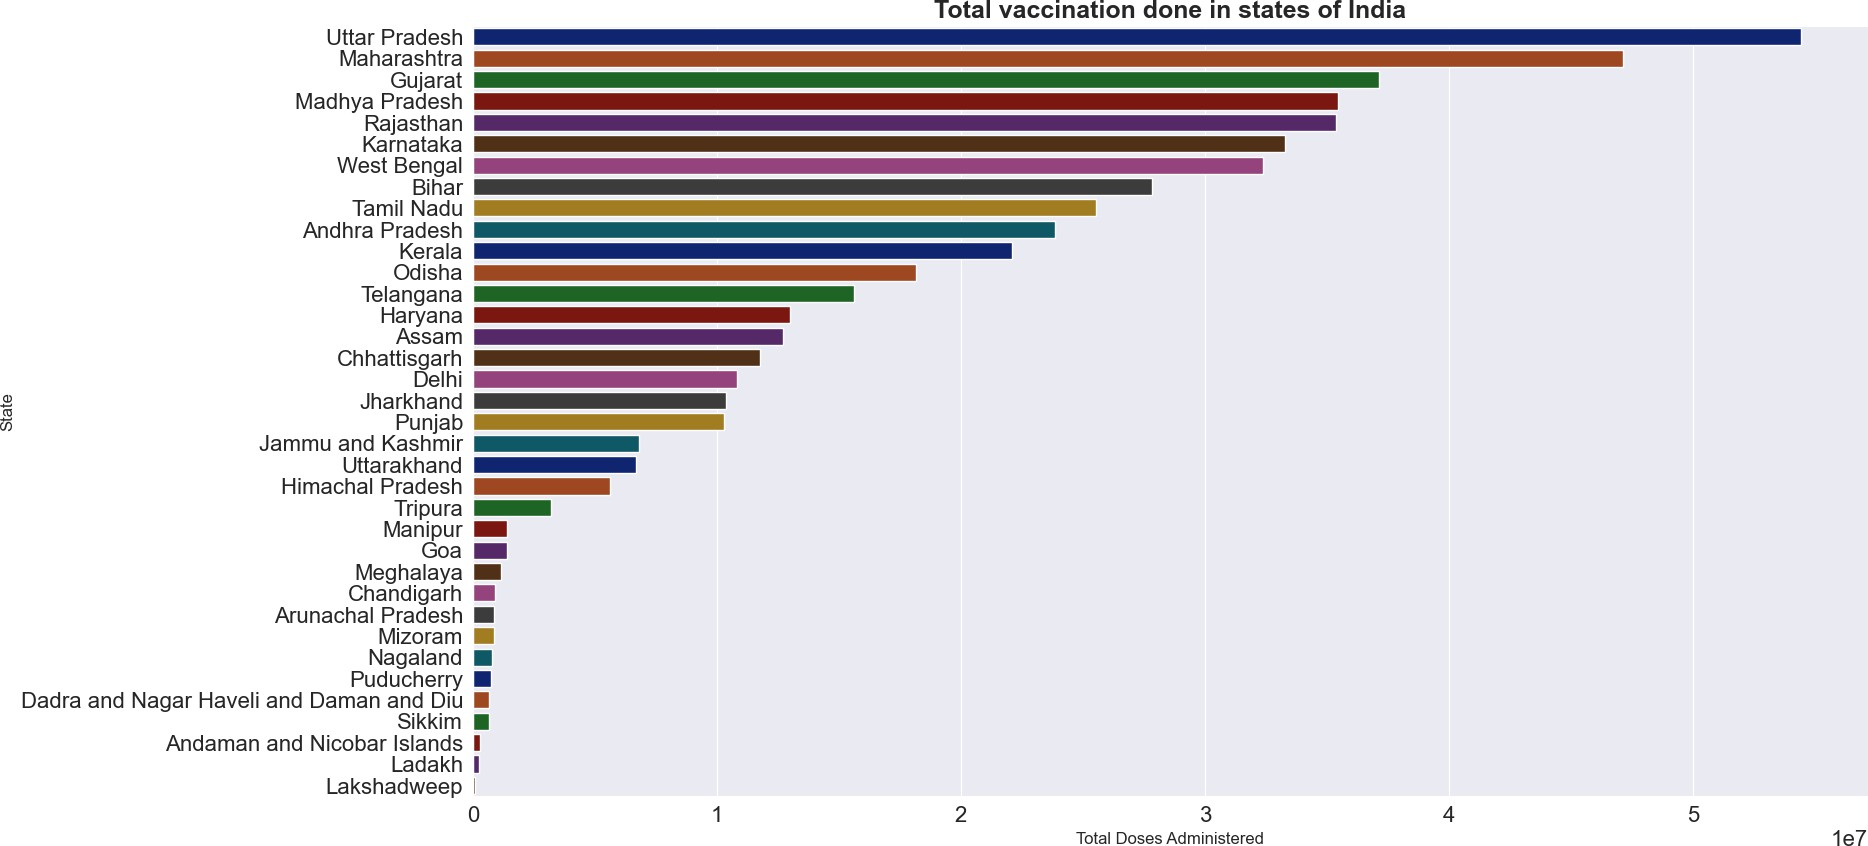 Total vaccination done in states of India
Uttar Pradesh
Maharashtra
Gujarat
Madhya Pradesh
Rajasthan
Karnataka
West Bengal
Bihar
Tamil Nadu
Andhra Pradesh
Kerala
Odisha
Telangana
Haryana
Assam
Chhattisgarh
Delhi
Jharkhand
Punjab
Jammu and Kashmir
Uttarakhand
Himachal Pradesh
Tripura
Manipur
Goa
Meghalaya
Chandigarh
Arunachal Pradesh
Mizoram
Nagaland
Puducherry
Dadra and Nagar Haveli and Daman and Diu
Sikkim
Andaman and Nicobar Islands
Ladakh
Lakshadweep
State
0 1 2 3 4 5
Total Doses Administered
1e7